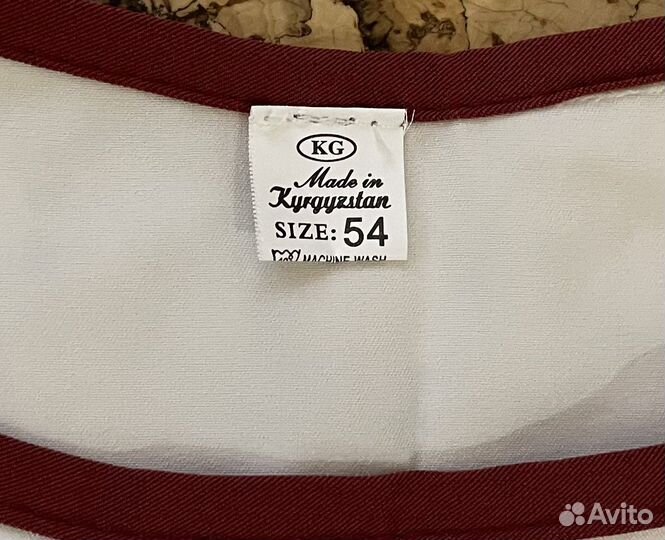 KG
Made in
Kyrgyzstan
SIZE: 54
MACHINE WASH
Avito